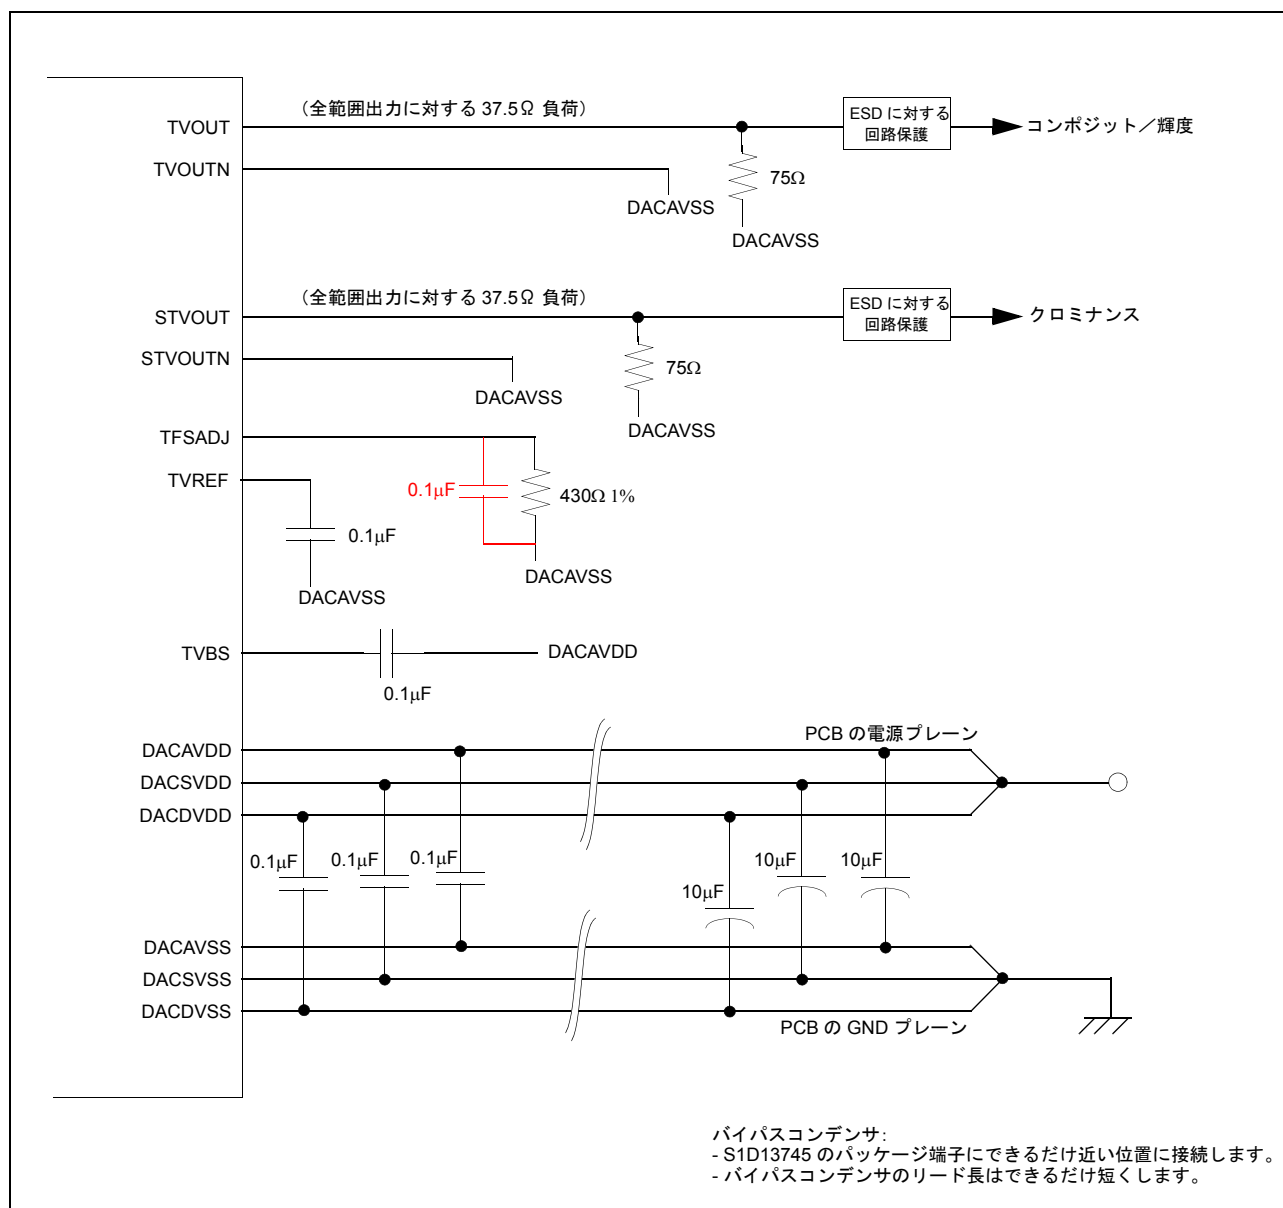 （全範囲出力に対する 37.5Ω 負荷）
TVOUT
ESD に対する
回路保護
コンポジット／輝度
TVOUTN
75Ω
DACAVSS
DACAVSS
（全範囲出力に対する 37.5Ω 負荷）
STVOUT
ESD に対する
回路保護
クロミナンス
STVOUTN
75Ω
DACAVSS
DACAVSS
TFSADJ
TVREF
0.1μF
430Ω 1%
0.1μF
DACAVSS
DACAVSS
TVBS
DACAVDD
0.1μF
PCB の電源プレーン
DACAVDD
DACSVDD
DACDVDD
0.1μF
0.1μF
0.1μF
10μF
10μF
10μF
DACAVSS
DACSVSS
DACDVSS
PCB の GND プレーン
バイパスコンデンサ:
- S1D13745 のパッケージ端子にできるだけ近い位置に接続します。
- バイパスコンデンサのリード長はできるだけ短くします。